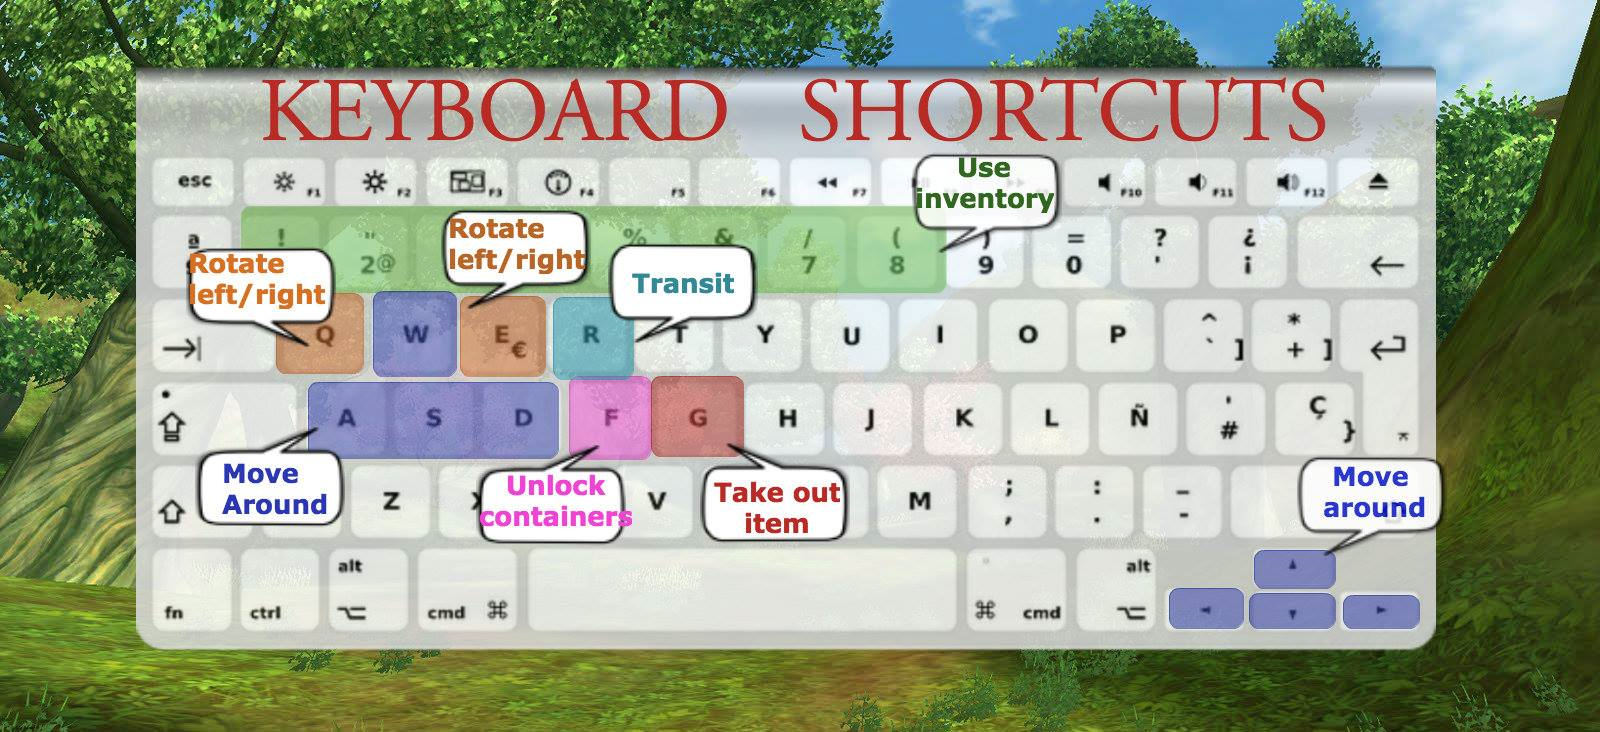 KEYBOARD SHORTCUTS
esc F1 F2 F3 F4 F5 F6 F7 F10 F11 F12
Use
inventory
a ! " % & / ( ) = ? ¿
2@ 7 8 9 0 ' ¡ ←
Rotate
left/right
Rotate
left/right
Transit
→| Q W E € R T Y U I O P ^ ` ] * + ]
A S D F G H J K L Ñ ' # Ç }
Move
Around
Unlock
containers
Take out
item
Move
around
Z V M ; , : . _ -
fn ctrl alt cmd ⌘ ⌘ cmd alt